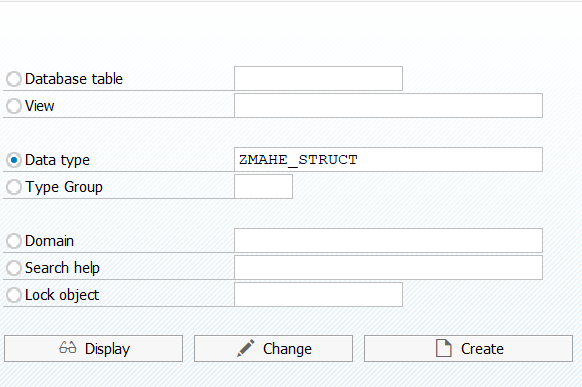 Database table
View
Data type ZMAHE_STRUCT
Type Group
Domain
Search help
Lock object
Display Change Create